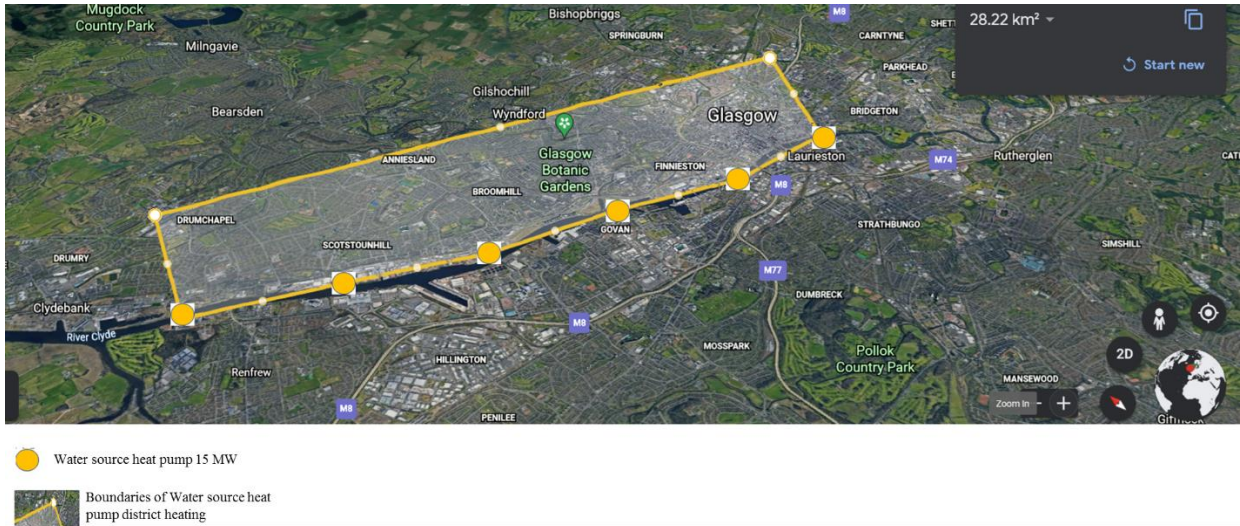 Mugdock
Country Park
Milngavie
Bishopbriggs
M8
SPRINGBURN
CARNTYNE
28.22 km²
PARKHEAD
Start new
Bearsden
Gilshochill
Wyndford
Glasgow
BRIDGETON
ANNIESLAND
Glasgow
Botanic
Gardens
FINNIESTON
Laurieston
M74
Rutherglen
BROOMHILL
M8
DRUMCHAPEL
GOVAN
STRATHBUNGO
SCOTSTOUNHILL
SIMSHILL
DRUMRY
M77
Clydebank
DUMBRECK
River Clyde
M8
MOSSPARK
Pollok
Country Park
2D
HILLINGTON
Renfrew
MANSEWOOD
M8
Zoom In
PENILEE
Water source heat pump 15 MW
Boundaries of Water source heat
pump district heating